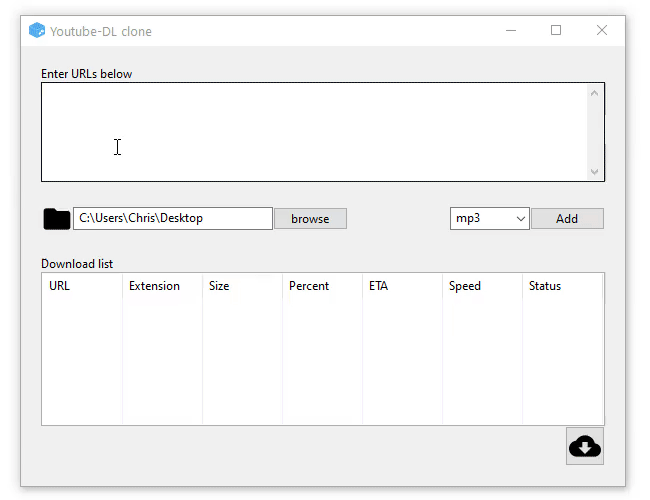 Youtube-DL clone
Enter URLs below
C:\Users\Chris\Desktop browse mp3 Add
Download list
URL Extension Size Percent ETA Speed Status